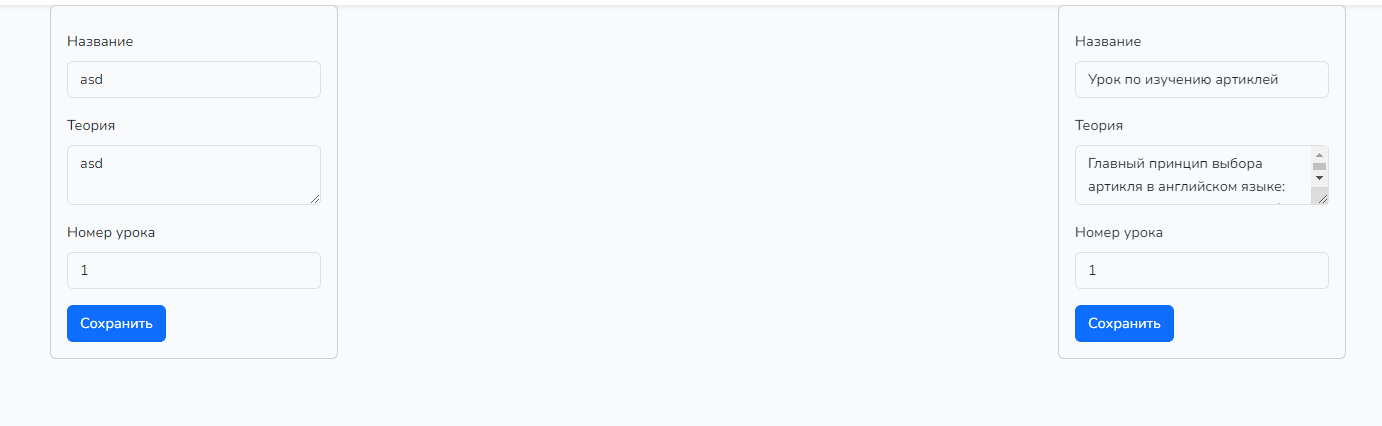 Название
asd
Теория
asd
Номер урока
1
Сохранить
Название
Урок по изучению артиклей
Теория
Главный принцип выбора
артикля в английском языке:
Номер урока
1
Сохранить